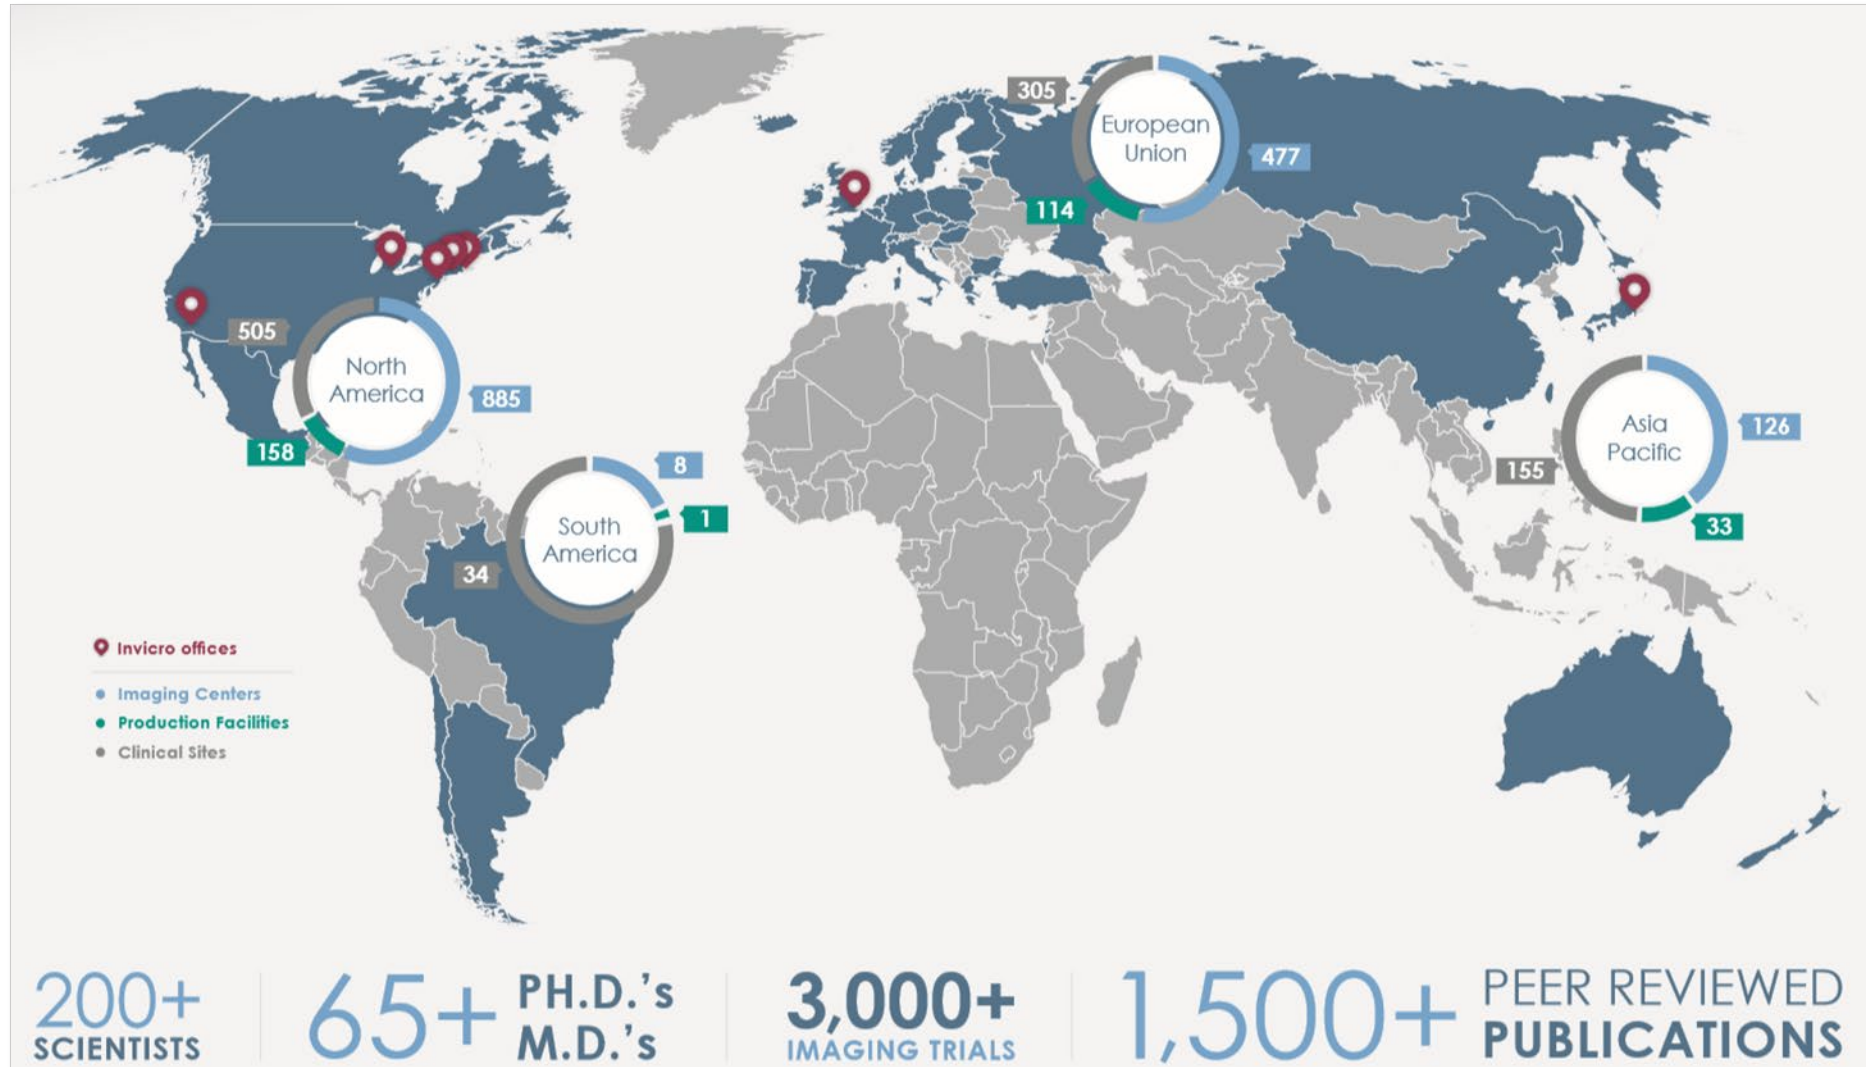 305
European
Union
477
114
505
North
America
885
158
8
South
America
1
34
Asia
Pacific
126
155
33
Invicro offices
Imaging Centers
Production Facilities
Clinical Sites
200+
SCIENTISTS
65+
PH.D.'s
M.D.'s
3,000+
IMAGING TRIALS
1,500+
PEER REVIEWED
PUBLICATIONS